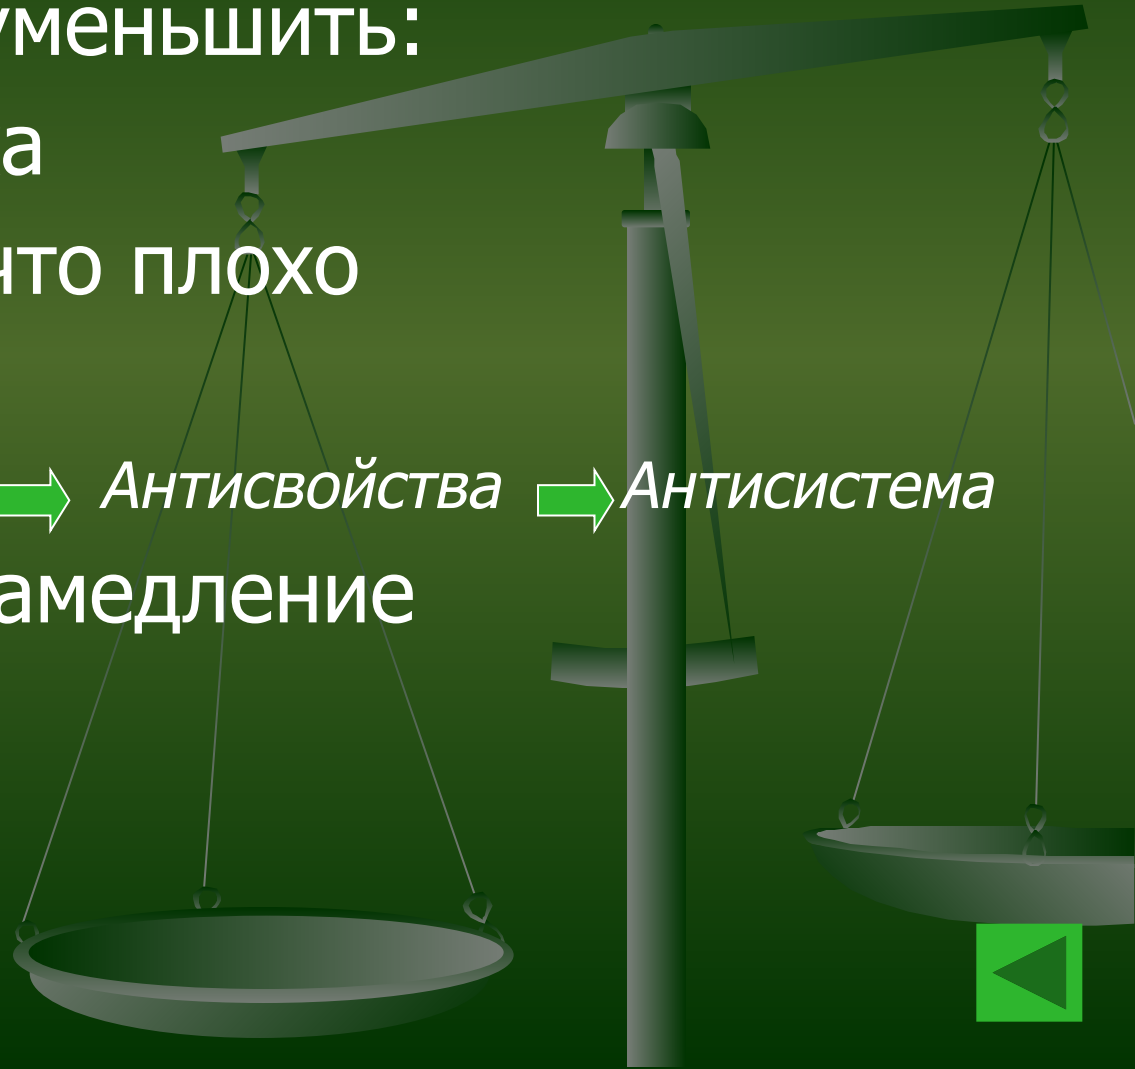 уменьшить:
а
что плохо
Антисвойства Антисистема
амедление